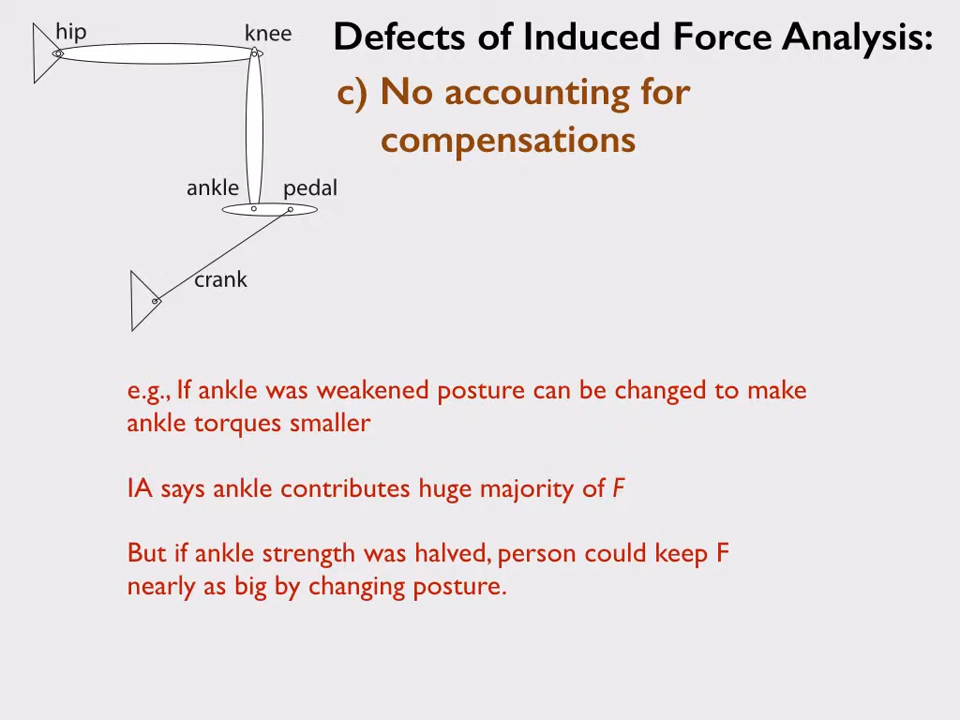 hip
knee
Defects of Induced Force Analysis:
c) No accounting for
compensations
ankle
pedal
crank
e.g., If ankle was weakened posture can be changed to make
ankle torques smaller
IA says ankle contributes huge majority of F
But if ankle strength was halved, person could keep F
nearly as big by changing posture.